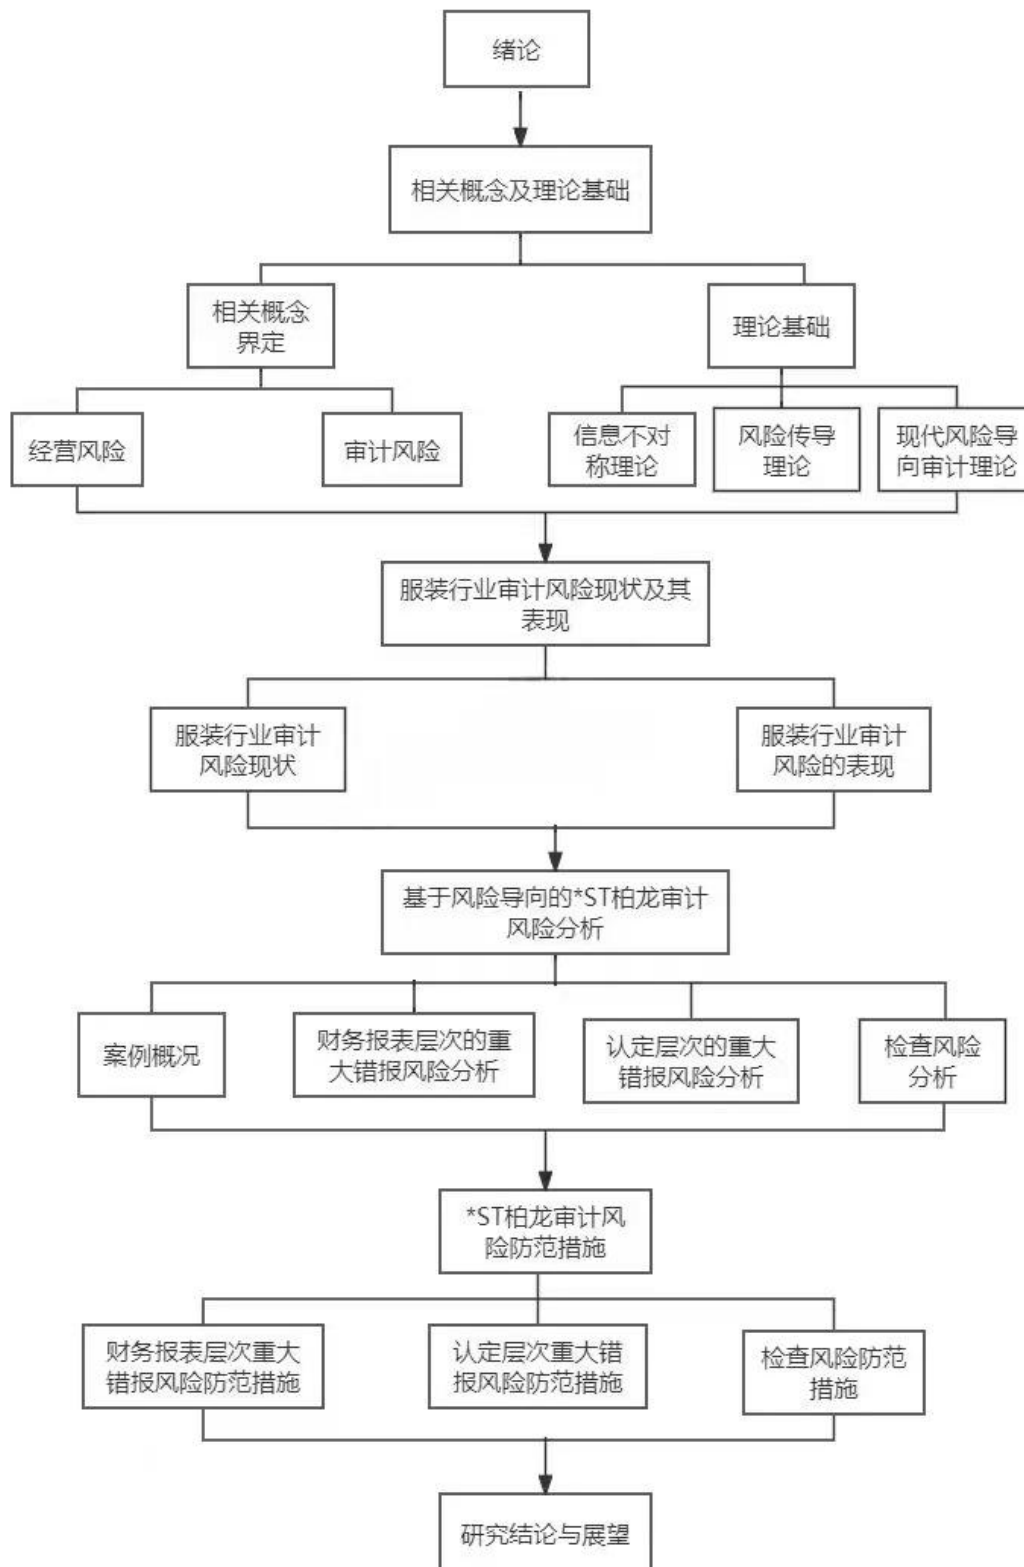 绪论
相关概念及理论基础
相关概念
界定
理论基础
经营风险
审计风险
信息不对
称理论
风险传导
理论
现代风险导
向审计理论
服装行业审计风险现状及其
表现
服装行业审计
风险现状
服装行业审计
风险的表现
基于风险导向的*ST柏龙审计
风险分析
案例概况
财务报表层次的重
大错报风险分析
认定层次的重大
错报风险分析
检查风险
分析
*ST柏龙审计风
险防范措施
财务报表层次重大
错报风险防范措施
认定层次重大错
报风险防范措施
检查风险防范
措施
研究结论与展望